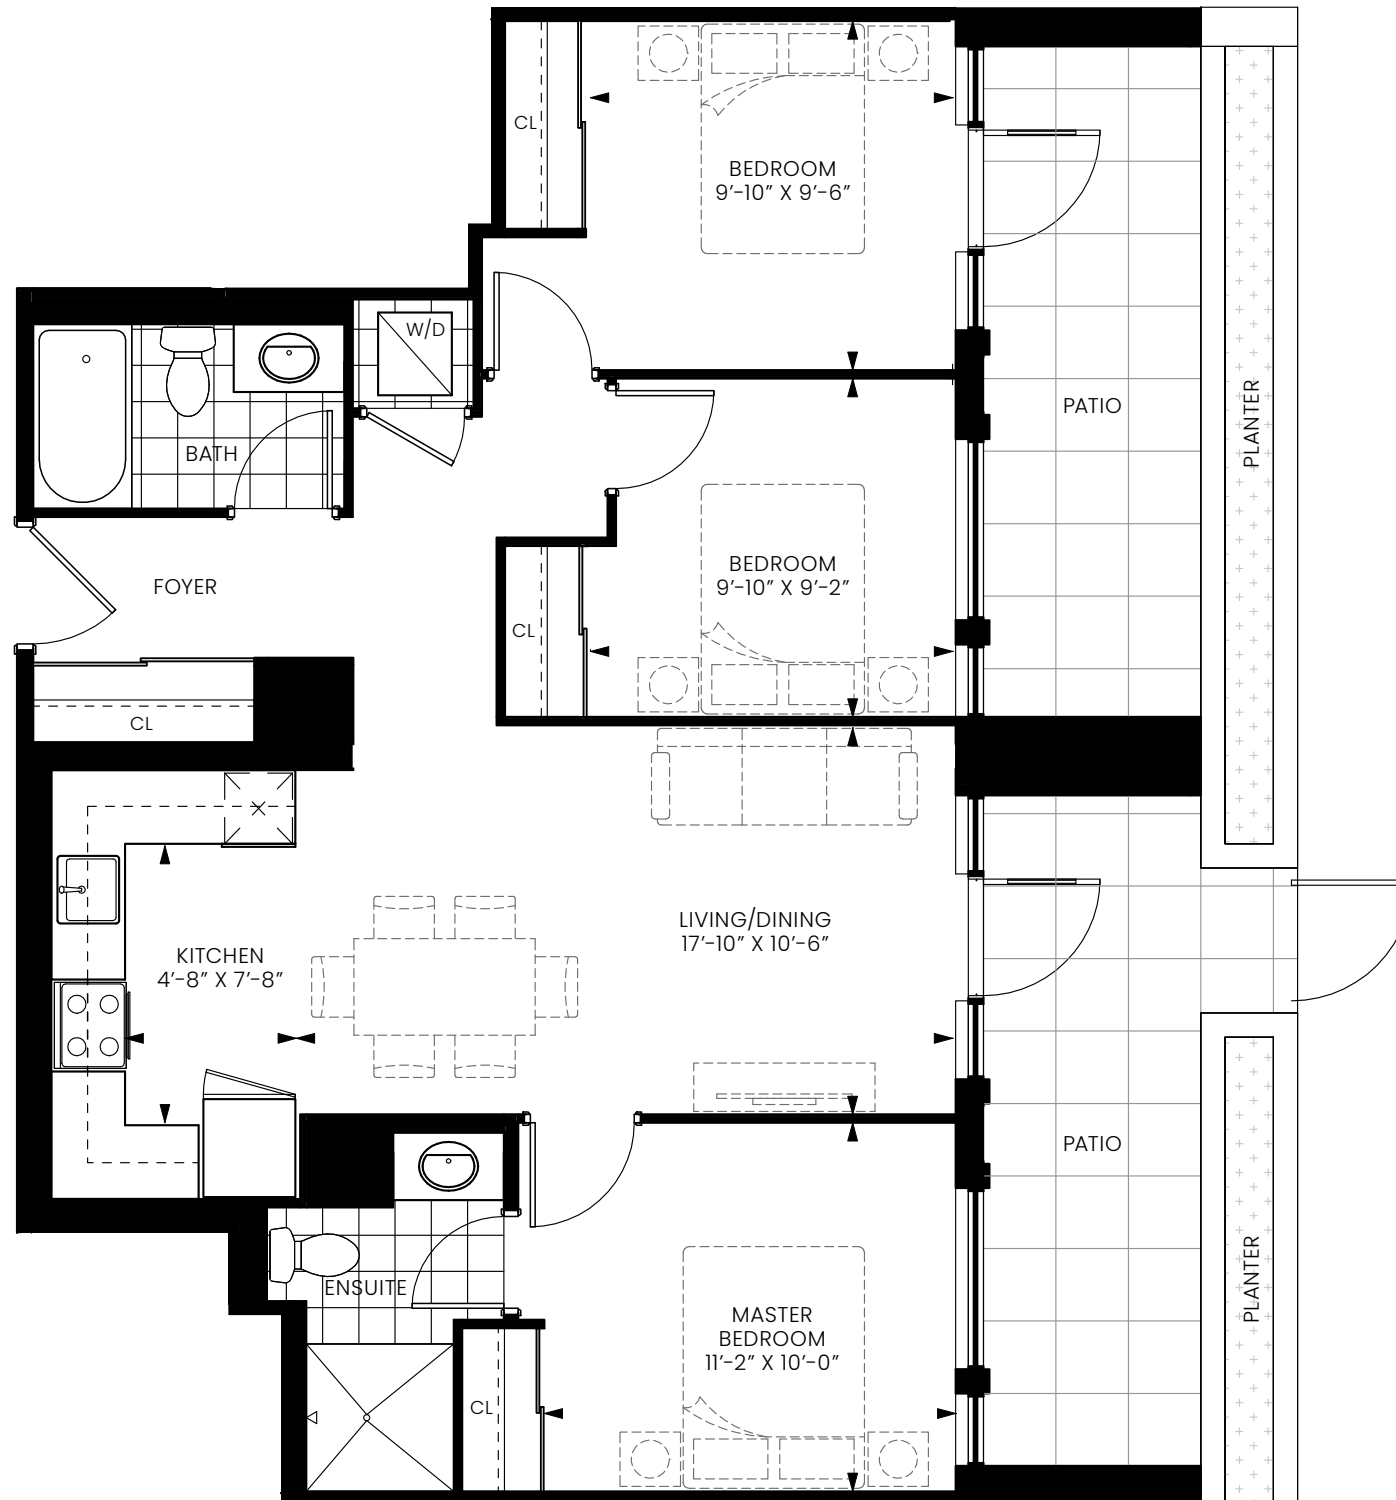 CL
BEDROOM
9’-10” X 9’-6”
W/D
PATIO
PLANTER
BATH
BEDROOM
9’-10” X 9’-2”
FOYER
CL
CL
LIVING/DINING
17’-10” X 10’-6”
KITCHEN
4’-8” X 7’-8”
PATIO
PLANTER
ENSUITE
MASTER
BEDROOM
11’-2” X 10’-0”
CL